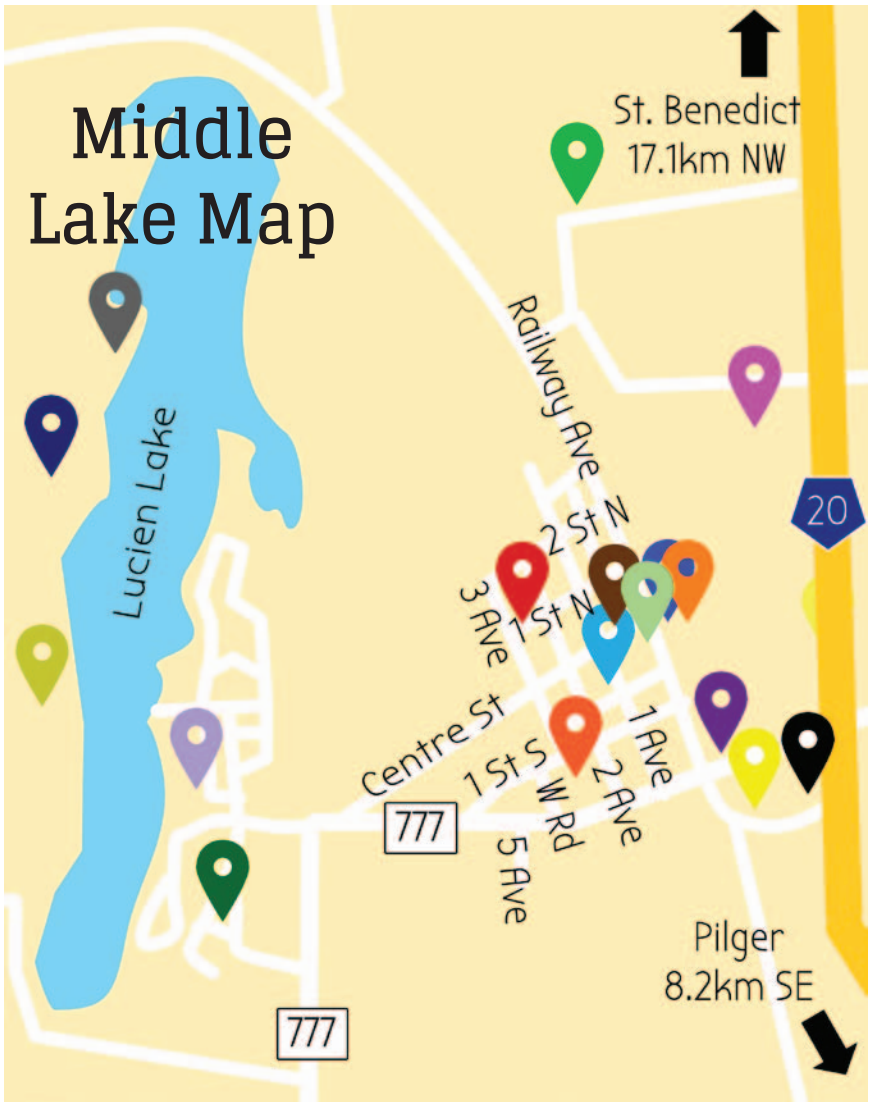 Middle
Lake Map
St. Benedict
17.1km NW
Railway Ave
Lucien Lake
20
2 St N
3 Ave
1 St N
Centre St
1 St S
1 Ave
2 Ave
W Rd
777
5 Ave
Pilger
8.2km SE
777